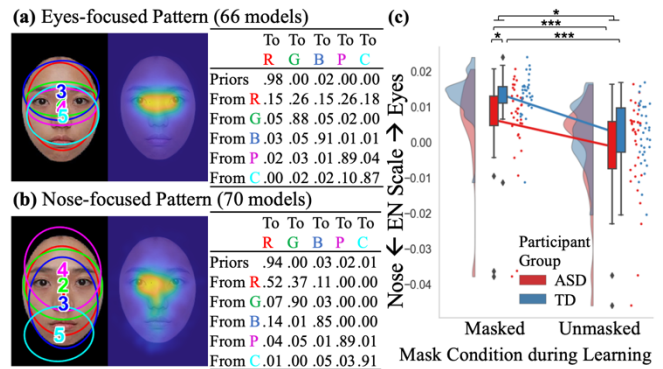 (a) Eyes-focused Pattern (66 models)
3
4
5
To To To To To
R G B P C
Priors .98 .00 .02 .00 .00
From R .15 .26 .15 .26 .18
From G .05 .88 .05 .02 .00
From B .03 .05 .91 .01 .01
From P .02 .03 .01 .89 .04
From C .00 .02 .02 .10 .87
(b) Nose-focused Pattern (70 models)
4
2
3
5
To To To To To
R G B P C
Priors .94 .00 .03 .02 .01
From R .52 .37 .11 .00 .00
From G .07 .90 .03 .00 .00
From B .14 .01 .85 .00 .00
From P .04 .05 .01 .89 .01
From C .01 .00 .05 .03 .91
(c)
*
***
* ***
Nose ← EN Scale → Eyes
0.02
0.01
0.00
−0.01
−0.02
−0.03
−0.04
Participant
Group
ASD
TD
Masked Unmasked
Mask Condition during Learning